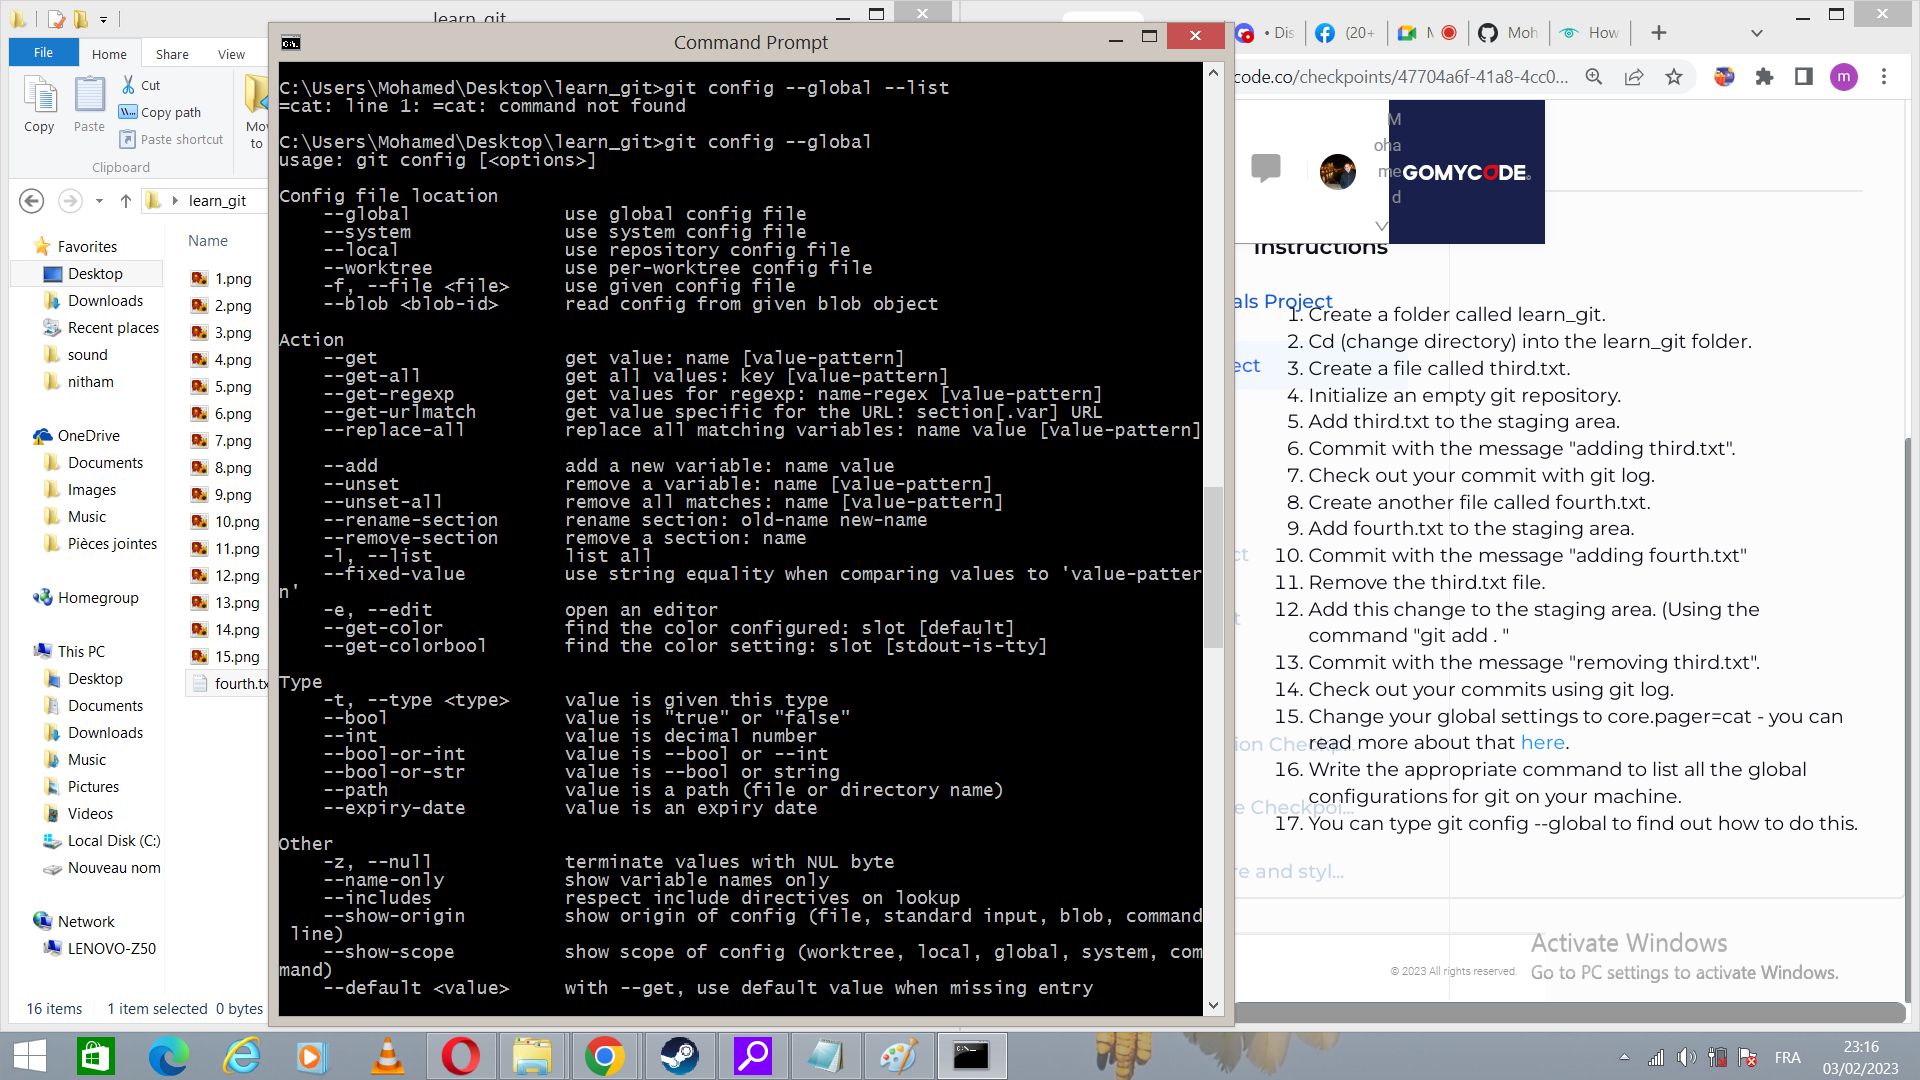 learn_git
File
Home
Share
View
Copy
Paste
Cut
Copy path
Paste shortcut
Clipboard
Mov
to
learn_git
Favorites
Desktop
Downloads
Recent places
sound
nitham
OneDrive
Documents
Images
Music
Pièces jointes
Homegroup
This PC
Desktop
Documents
Downloads
Music
Pictures
Videos
Local Disk (C:)
Nouveau nom
Network
LENOVO-Z50
Name
1.png
2.png
3.png
4.png
5.png
6.png
7.png
8.png
9.png
10.png
11.png
12.png
13.png
14.png
15.png
fourth.tx
16 items 1 item selected 0 bytes
Command Prompt
C:\Users\Mohamed\Desktop\learn_git>git config --global --list
=cat: line 1: =cat: command not found
C:\Users\Mohamed\Desktop\learn_git>git config --global
usage: git config [<options>]
Config file location
--global use global config file
--system use system config file
--local use repository config file
--worktree use per-worktree config file
-f, --file <file> use given config file
--blob <blob-id> read config from given blob object
Action
--get get value: name [value-pattern]
--get-all get all values: key [value-pattern]
--get-regexp get values for regexp: name-regex [value-pattern]
--get-urlmatch get value specific for the URL: section[.var] URL
--replace-all replace all matching variables: name value [value-pattern]
--add add a new variable: name value
--unset remove a variable: name [value-pattern]
--unset-all remove all matches: name [value-pattern]
--rename-section rename section: old-name new-name
--remove-section remove a section: name
-l, --list list all
--fixed-value use string equality when comparing values to 'value-patter
n'
-e, --edit open an editor
--get-color find the color configured: slot [default]
--get-colorbool find the color setting: slot [stdout-is-tty]
Type
-t, --type <type> value is given this type
--bool value is "true" or "false"
--int value is decimal number
--bool-or-int value is --bool or --int
--bool-or-str value is --bool or string
--path value is a path (file or directory name)
--expiry-date value is an expiry date
Other
-z, --null terminate values with NUL byte
--name-only show variable names only
--includes respect include directives on lookup
--show-origin show origin of config (file, standard input, blob, command
line)
--show-scope show scope of config (worktree, local, global, system, com
mand)
--default <value> with --get, use default value when missing entry
• Dis
(20+
M
Moh
How
code.co/checkpoints/47704a6f-41a8-4cc0...
m
M
oha
me
d
GOMYCODE
Instructions
als Project
ect
ct
t
ion Checkp...
e Checkpoi...
re and styl...
1. Create a folder called learn_git.
2. Cd (change directory) into the learn_git folder.
3. Create a file called third.txt.
4. Initialize an empty git repository.
5. Add third.txt to the staging area.
6. Commit with the message "adding third.txt".
7. Check out your commit with git log.
8. Create another file called fourth.txt.
9. Add fourth.txt to the staging area.
10. Commit with the message "adding fourth.txt"
11. Remove the third.txt file.
12. Add this change to the staging area. (Using the
command "git add . "
13. Commit with the message "removing third.txt".
14. Check out your commits using git log.
15. Change your global settings to core.pager=cat - you can
read more about that here.
16. Write the appropriate command to list all the global
configurations for git on your machine.
17. You can type git config --global to find out how to do this.
© 2023 All rights reserved.
Activate Windows
Go to PC settings to activate Windows.
FRA
23:16
03/02/2023